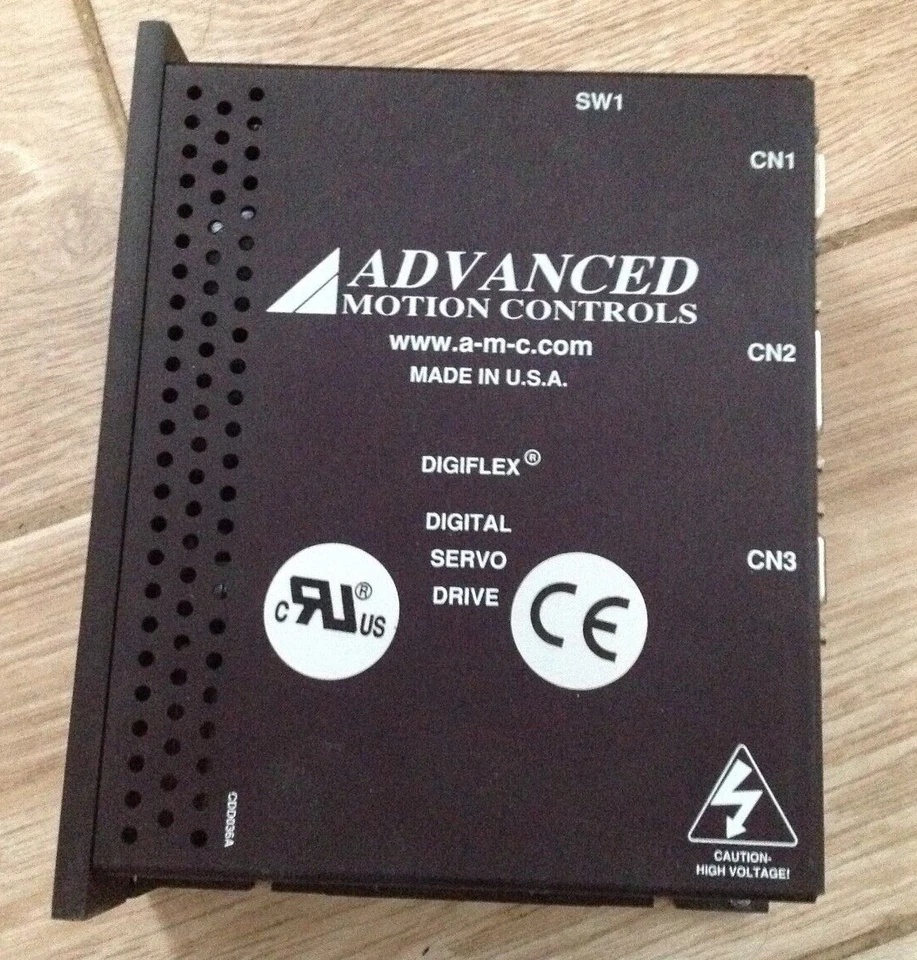 SW1
CN1
ADVANCED
MOTION CONTROLS
www.a-m-c.com
MADE IN U.S.A.
CN2
DIGIFLEX®
DIGITAL
SERVO
DRIVE
CN3
C RU® US
CE
CDD036A
CAUTION-
HIGH VOLTAGE!